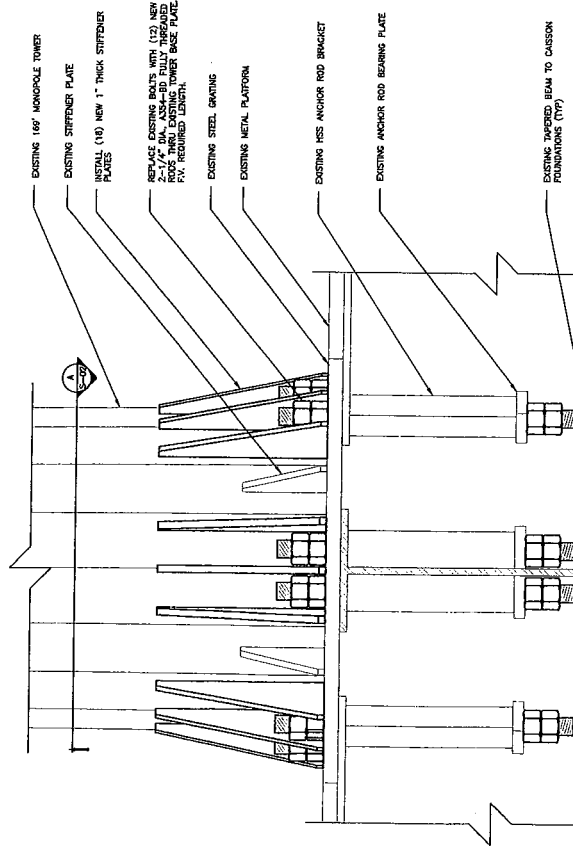 EXISTING 169' MONOPOLE TOWER
EXISTING STIFFENER PLATE
INSTALL (18) NEW 1" THICK STIFFENER
PLATES
REPLACE EXISTING BOLTS WITH (12) NEW
2-1/4" DIA., A354-BD FULLY THREADED
RODS THRU EXISTING TOWER BASE PLATE.
F.V. REQUIRED LENGTH.
EXISTING STEEL GRATING
EXISTING METAL PLATFORM
EXISTING HSS ANCHOR ROD BRACKET
EXISTING ANCHOR ROD BEARING PLATE
EXISTING TAPERED BEAM TO CAISSON
FOUNDATIONS (TYP)
A
S-02